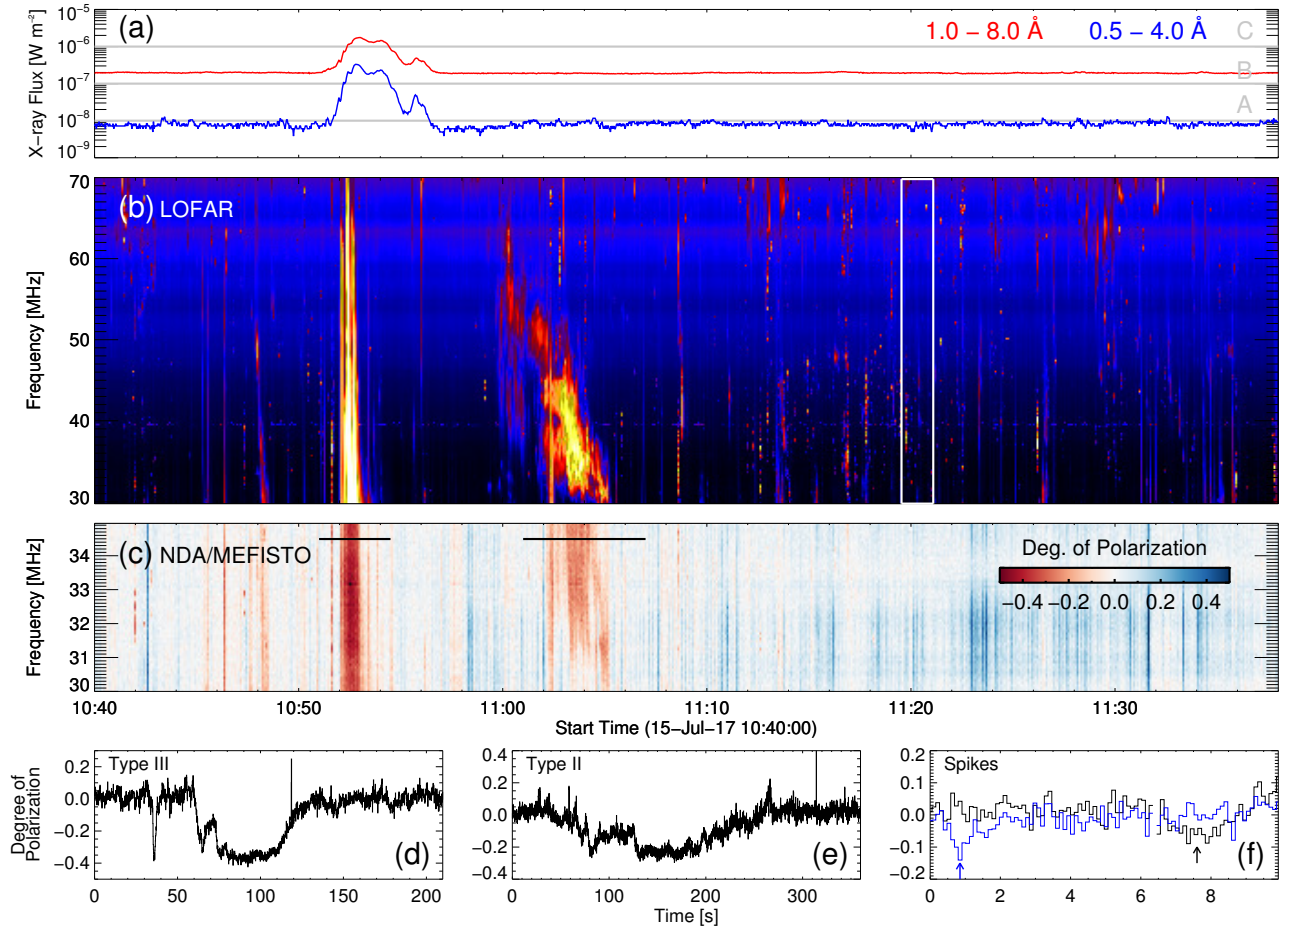 (a)
1.0 − 8.0 Å
0.5 − 4.0 Å
C
B
A
X−ray Flux [W m⁻²]
10⁻⁵
10⁻⁶
10⁻⁷
10⁻⁸
10⁻⁹
(b) LOFAR
Frequency [MHz]
70
60
50
40
30
(c) NDA/MEFISTO
Deg. of Polarization
−0.4 −0.2 0.0 0.2 0.4
Frequency [MHz]
34
33
32
31
30
10:40 10:50 11:00 11:10 11:20 11:30
Start Time (15−Jul−17 10:40:00)
Degree of
Polarization
Type III
0.2
0.0
−0.2
−0.4
(d)
0 50 100 150 200
Type II
0.4
0.2
0.0
−0.2
−0.4
(e)
0 100 200 300
Time [s]
Spikes
0.2
0.1
0.0
−0.1
−0.2
(f)
0 2 4 6 8